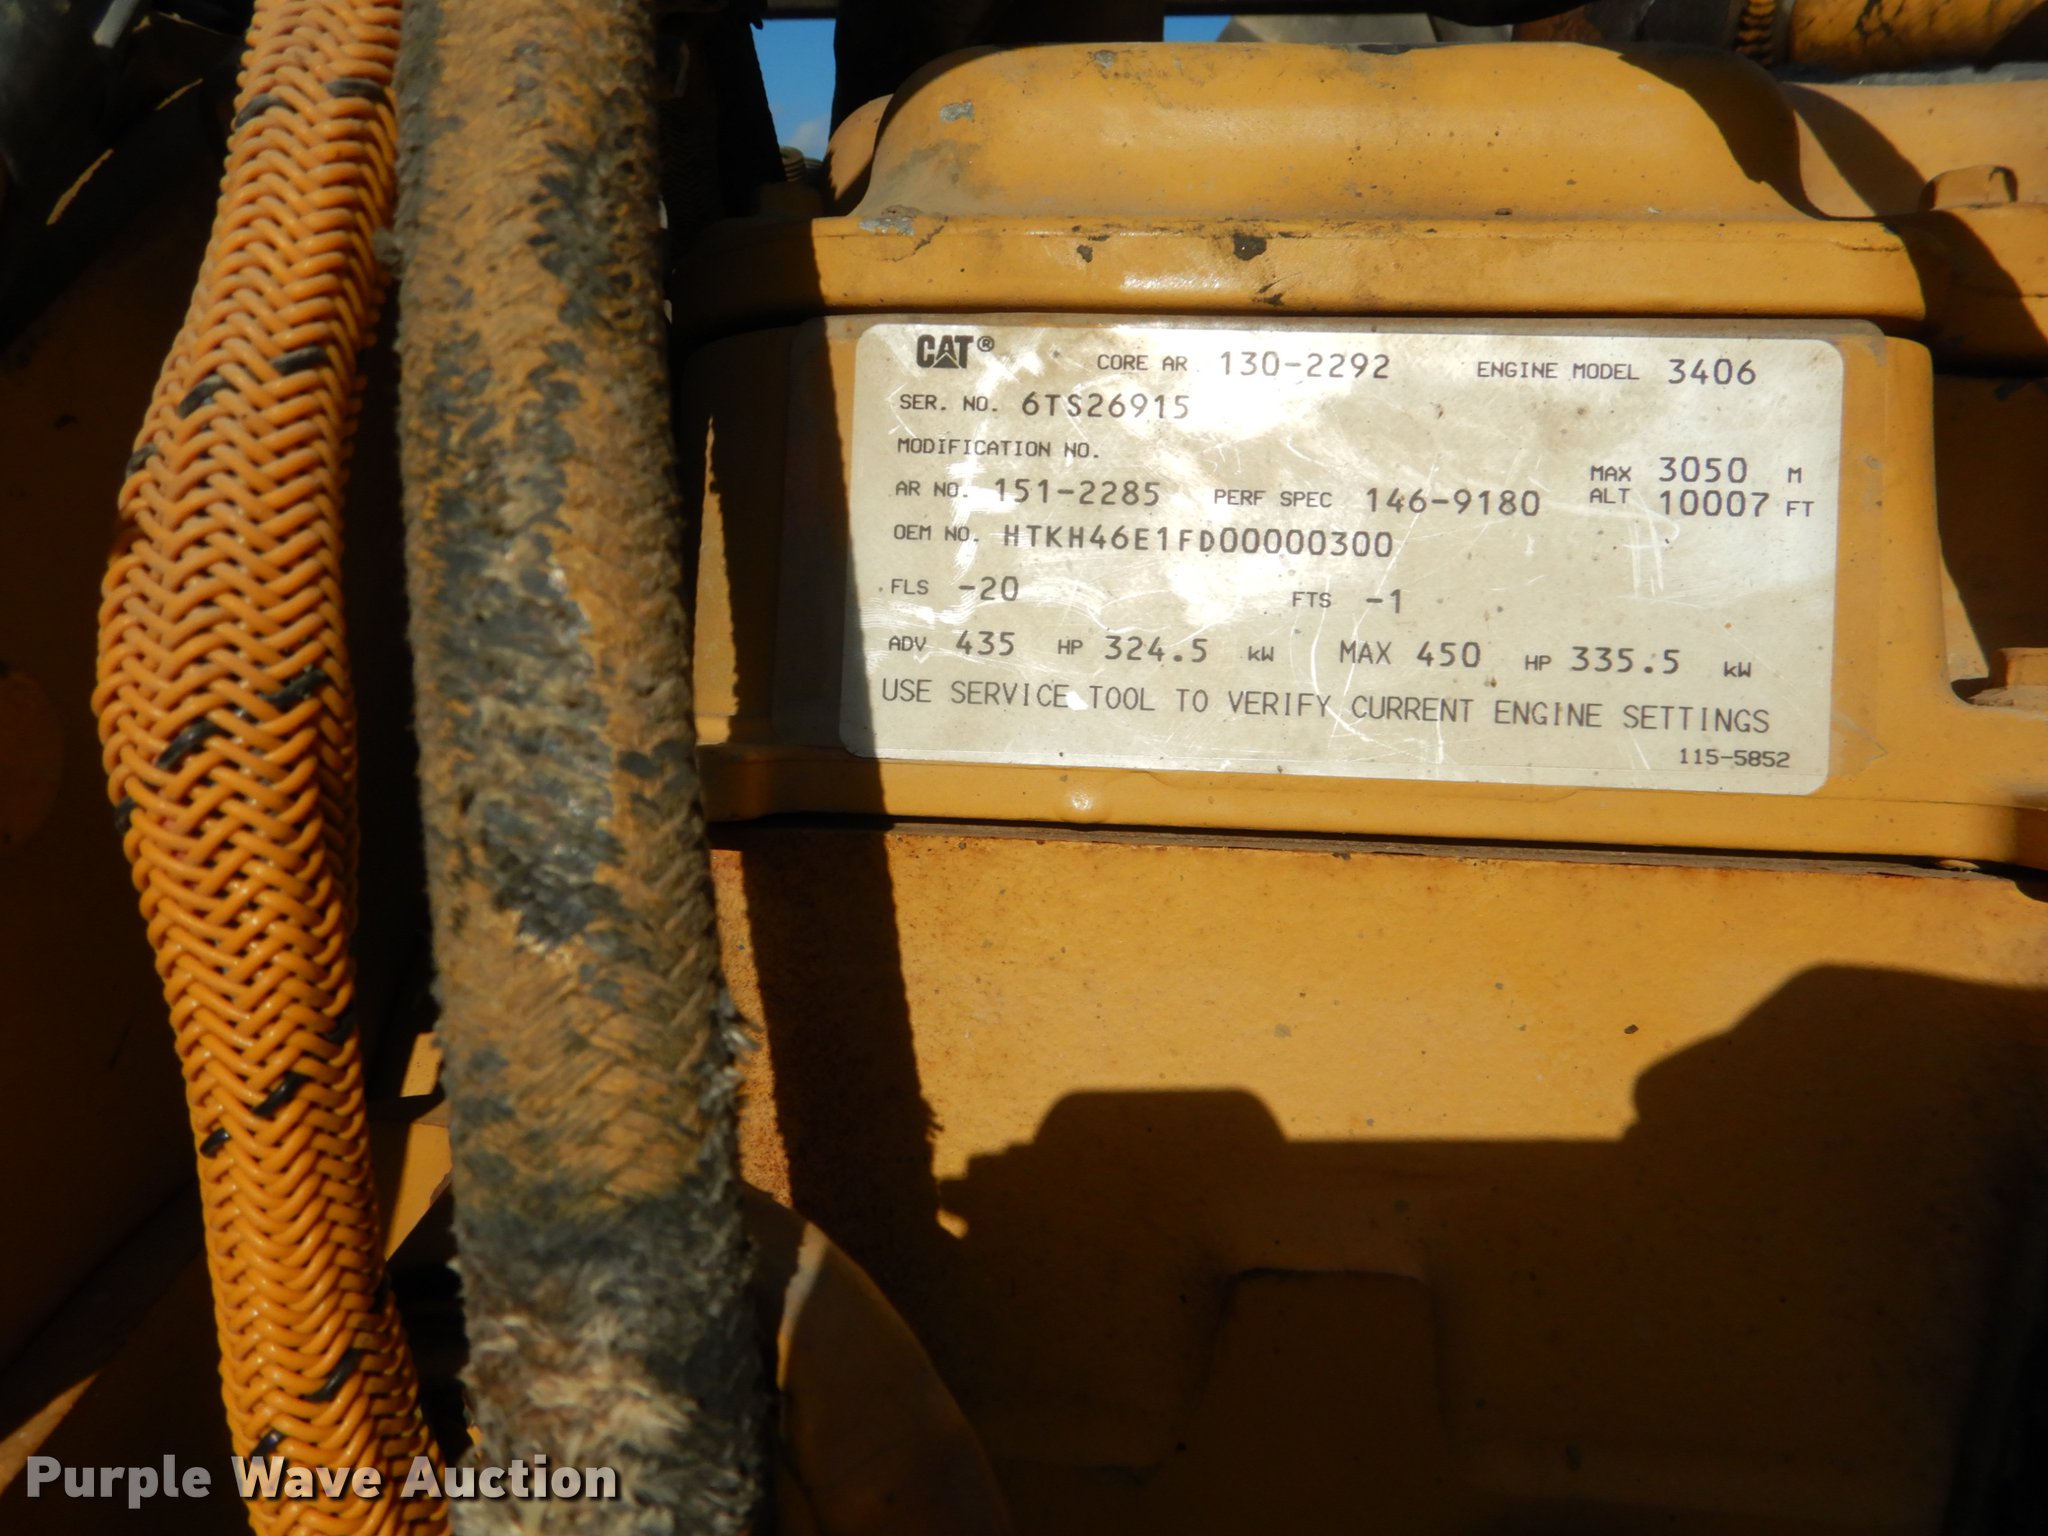 CAT® CORE AR 130-2292 ENGINE MODEL 3406
SER. NO. 6TS26915
MODIFICATION NO.
AR NO. 151-2285 PERF SPEC 146-9180 MAX ALT 3050 M 10007 FT
OEM NO. HTKH46E1FD00000300
FLS -20 FTS -1
ADV 435 HP 324.5 kW MAX 450 HP 335.5 kW
USE SERVICE TOOL TO VERIFY CURRENT ENGINE SETTINGS
115-5852
Purple Wave Auction